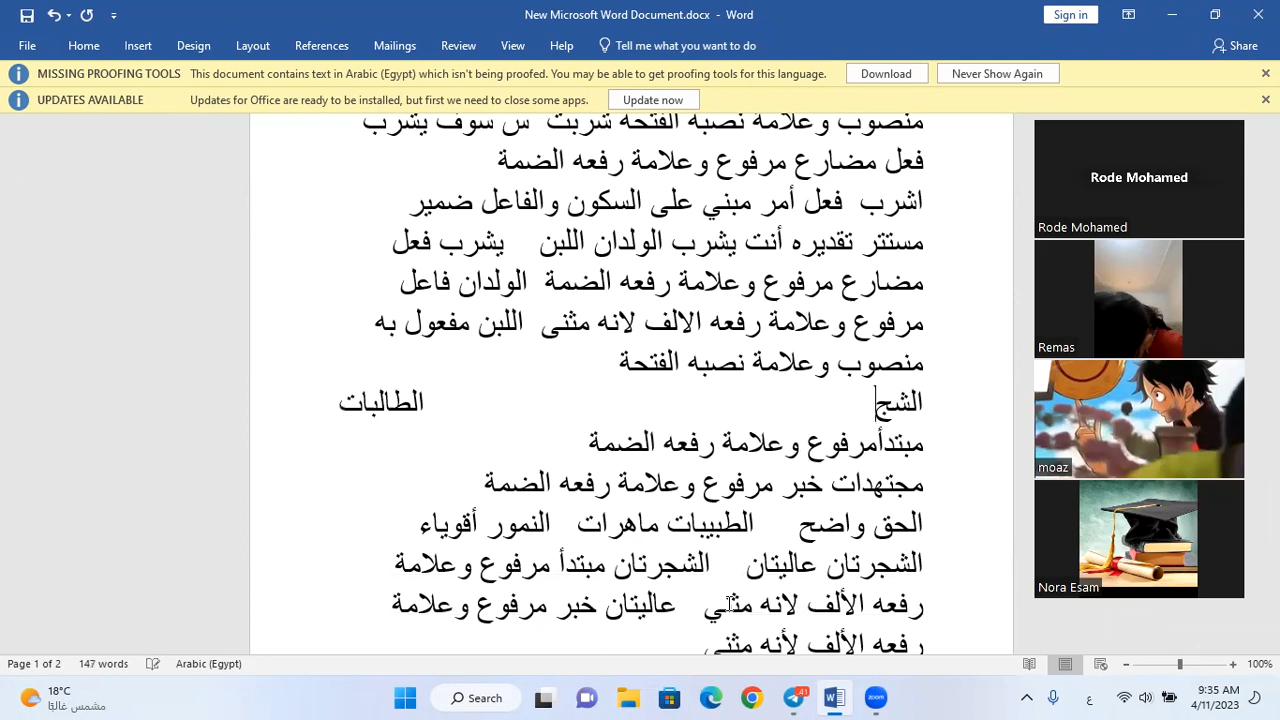 New Microsoft Word Document.docx - Word
Sign in
File Home Insert Design Layout References Mailings Review View Help Tell me what you want to do Share
MISSING PROOFING TOOLS This document contains text in Arabic (Egypt) which isn't being proofed. You may be able to get proofing tools for this language. Download Never Show Again
UPDATES AVAILABLE Updates for Office are ready to be installed, but first we need to close some apps. Update now
منصوب وعلامة نصبه الفتحة شربت س سوف يشرب
فعل مضارع مرفوع وعلامة رفعه الضمة
اشرب فعل أمر مبني على السكون والفاعل ضمير
مستتر تقديره أنت يشرب الولدان اللبن يشرب فعل
مضارع مرفوع وعلامة رفعه الضمة الولدان فاعل
مرفوع وعلامة رفعه الالف لانه مثنى اللبن مفعول به
منصوب وعلامة نصبه الفتحة
الشج الطالبات
مبتدأمرفوع وعلامة رفعه الضمة
مجتهدات خبر مرفوع وعلامة رفعه الضمة
الحق واضح الطبيبات ماهرات النمور أقوياء
الشجرتان عاليتان الشجرتان مبتدأ مرفوع وعلامة
رفعه الألف لانه مثني عاليتان خبر مرفوع وعلامة
رفعه الألف لأنه مثني
Rode Mohamed
Rode Mohamed
Remas
moaz
Nora Esam
Page 1 of 2 147 words Arabic (Egypt) 100%
18°C
مشمس غالبًا
Search
41
ع
9:35 AM
4/11/2023